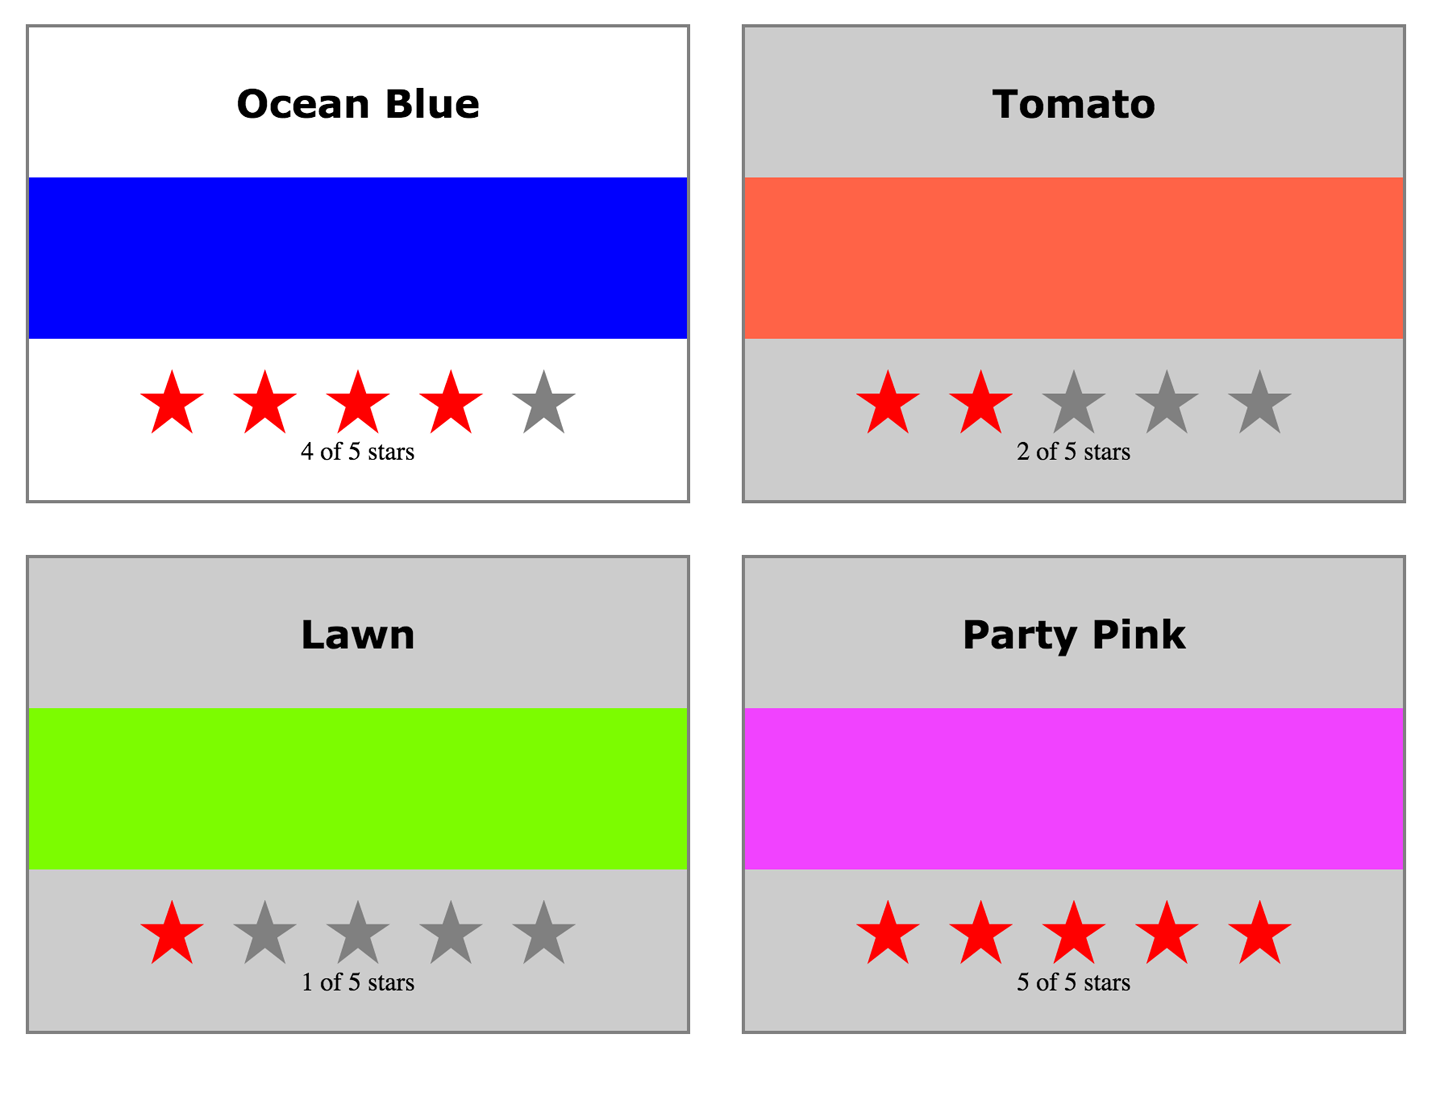 Ocean Blue
4 of 5 stars
Tomato
2 of 5 stars
Lawn
1 of 5 stars
Party Pink
5 of 5 stars